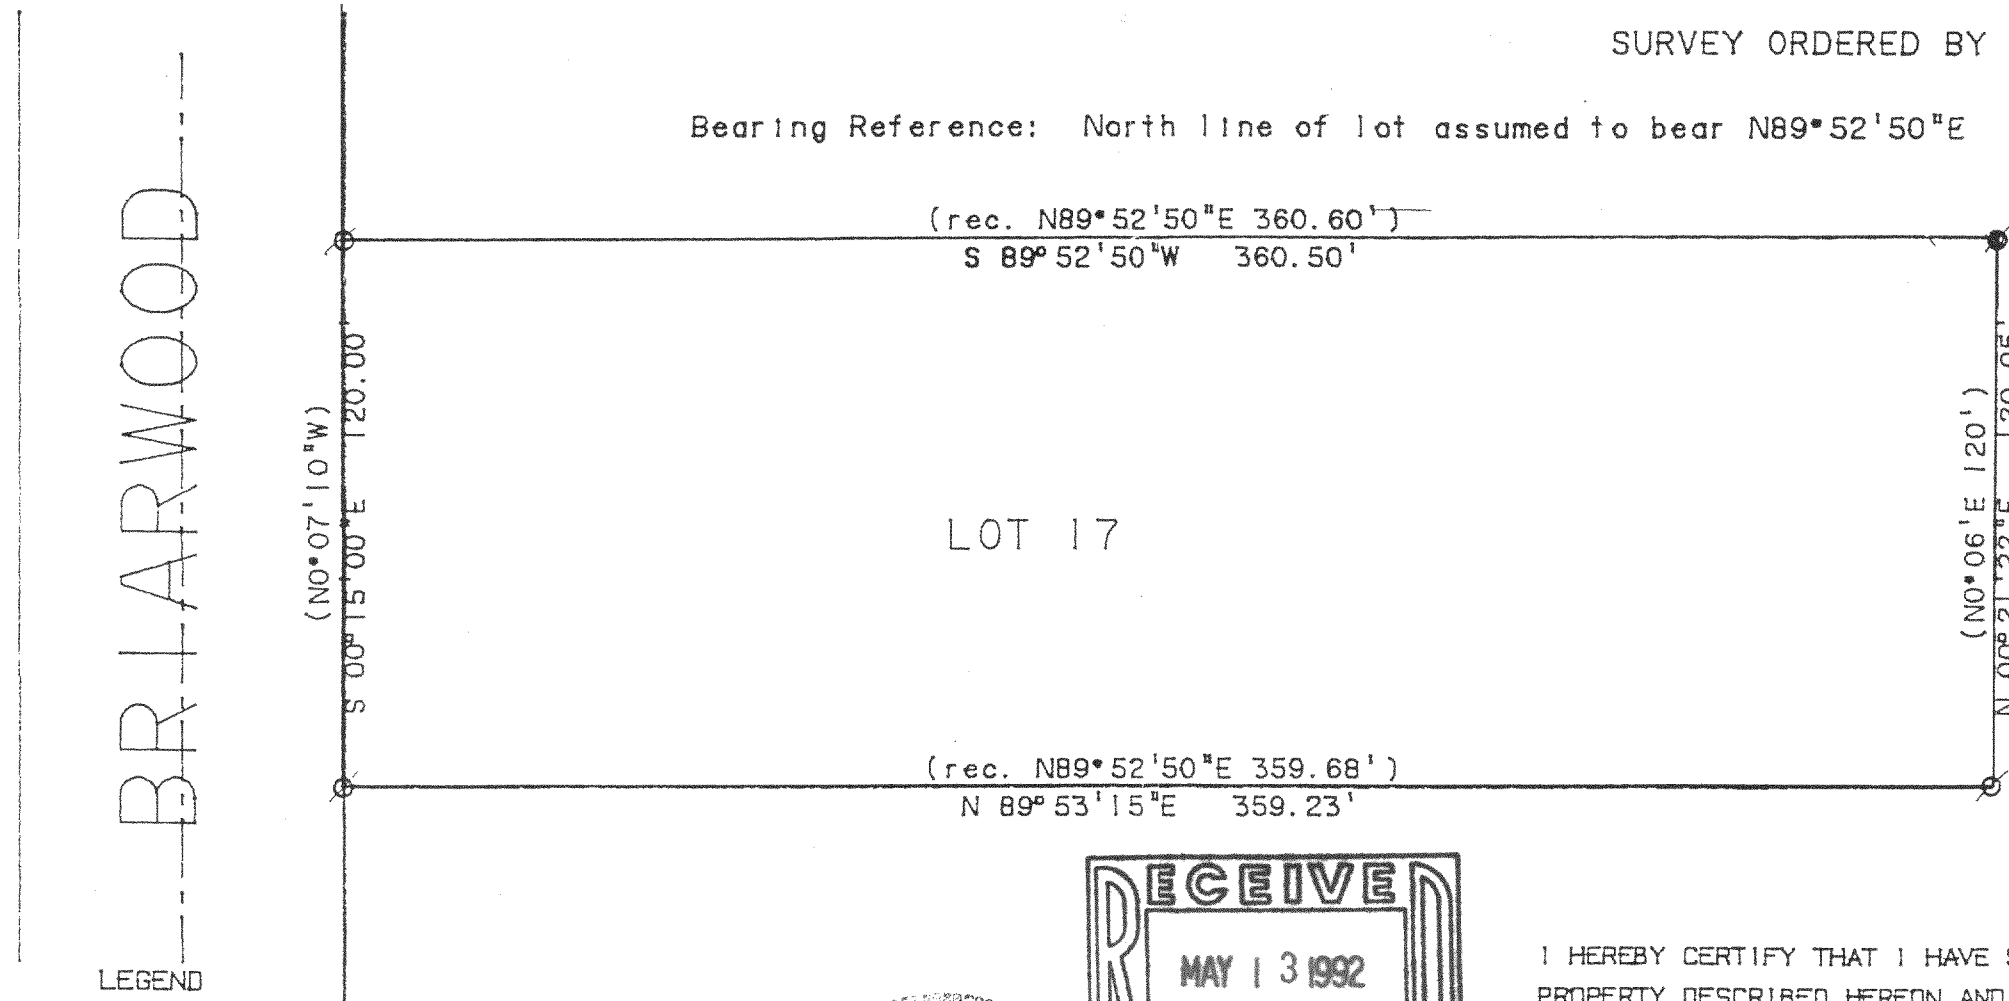 SURVEY ORDERED BY
Bearing Reference: North line of lot assumed to bear N89°52'50"E
(rec. N89°52'50"E 360.60')
S 89°52'50"W 360.50'
BRIARWOOD
(N0°07'10"W)
S 00°15'00"E 120.00'
LOT 17
(N0°06'E 120')
(rec. N89°52'50"E 359.68')
N 89°53'15"E 359.23'
RECEIVED
MAY 13 1992
LEGEND
I HEREBY CERTIFY THAT I HAVE
PROPERTY DESCRIBED HEREON AND